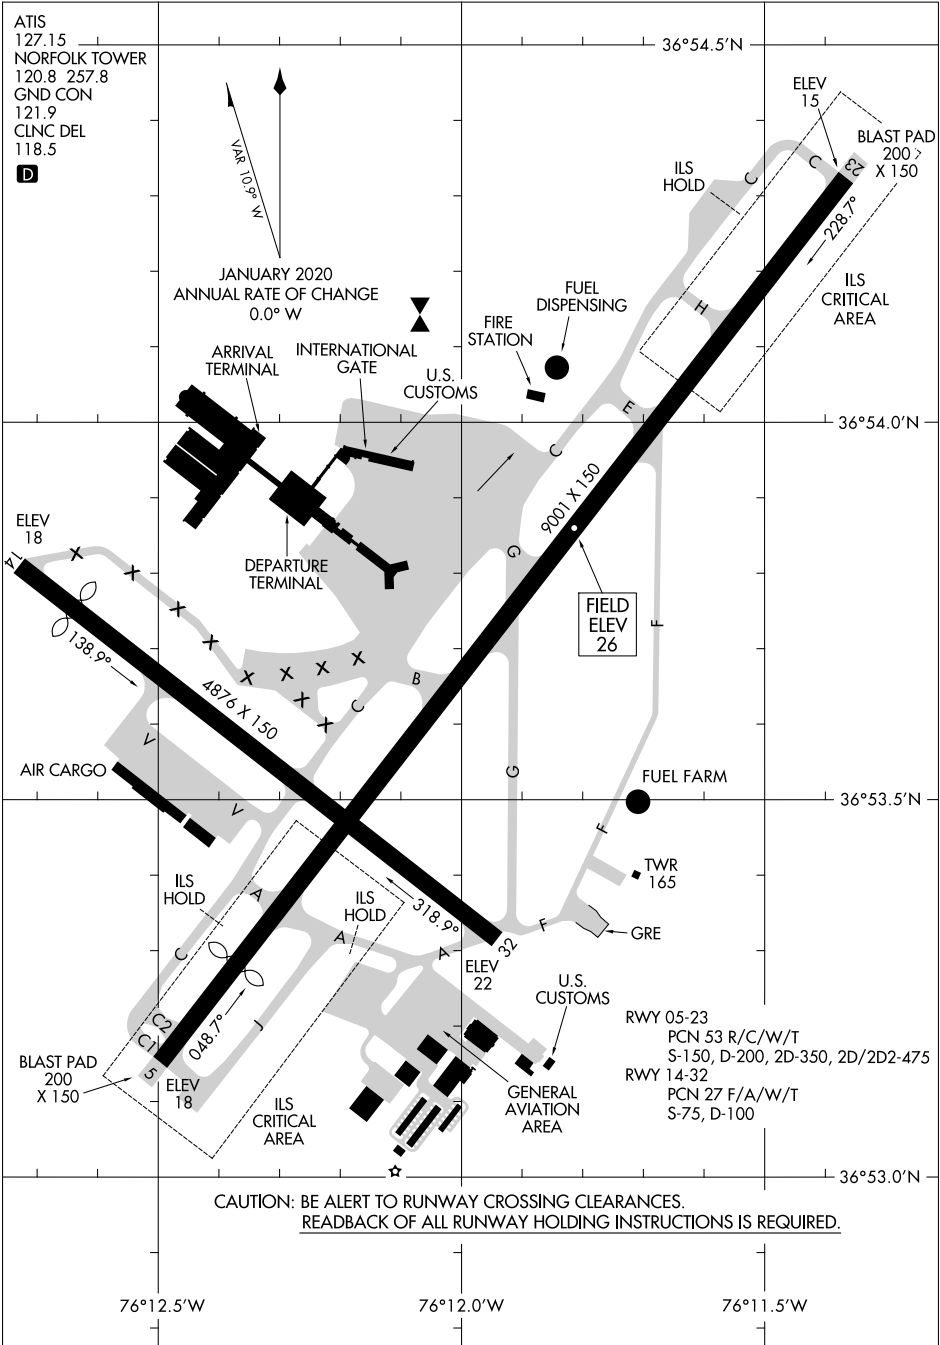 ATIS
127.15
NORFOLK TOWER
120.8 257.8
GND CON
121.9
CLNC DEL
118.5
D
36°54.5'N
VAR 10.9° W
JANUARY 2020
ANNUAL RATE OF CHANGE
0.0° W
ELEV
15
BLAST PAD
200
X 150
23
C
C
ILS
HOLD
228.7°
ILS
CRITICAL
AREA
H
FUEL
DISPENSING
FIRE
STATION
ARRIVAL
TERMINAL
INTERNATIONAL
GATE
U.S.
CUSTOMS
E
36°54.0'N
C
9001 X 150
ELEV
18
14
X
X
X
X
X
X
X
X
X
X
DEPARTURE
TERMINAL
G
FIELD
ELEV
26
F
138.9°
4876 X 150
B
C
V
V
AIR CARGO
G
FUEL FARM
36°53.5'N
F
TWR
165
ILS
HOLD
A
ILS
HOLD
318.9°
A
A
F
GRE
32
ELEV
22
C
U.S.
CUSTOMS
C2
C1
048.7°
J
5
BLAST PAD
200
X 150
ELEV
18
ILS
CRITICAL
AREA
GENERAL
AVIATION
AREA
RWY 05-23
PCN 53 R/C/W/T
S-150, D-200, 2D-350, 2D/2D2-475
RWY 14-32
PCN 27 F/A/W/T
S-75, D-100
36°53.0'N
CAUTION: BE ALERT TO RUNWAY CROSSING CLEARANCES.
READBACK OF ALL RUNWAY HOLDING INSTRUCTIONS IS REQUIRED.
76°12.5'W
76°12.0'W
76°11.5'W